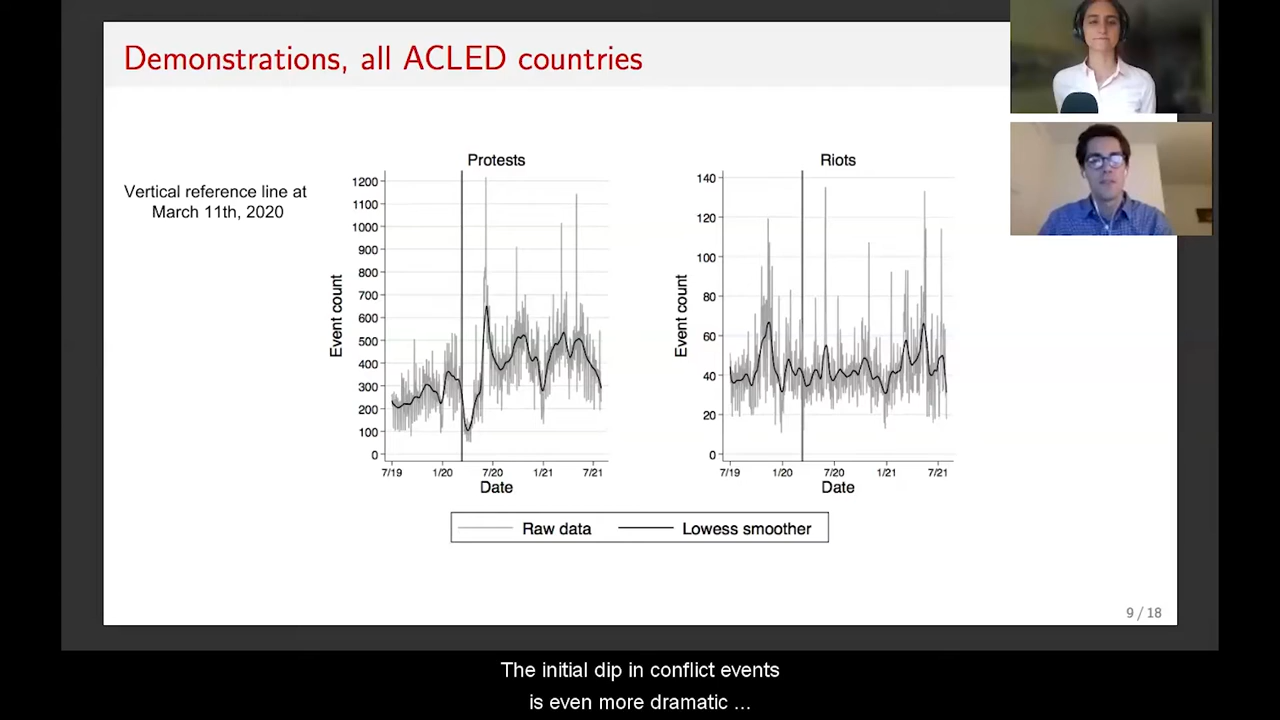 Demonstrations, all ACLED countries
Vertical reference line at
March 11th, 2020
Protests
Event count
1200
1100
1000
900
800
700
600
500
400
300
200
100
0
7/19 1/20 7/20 1/21 7/21
Date
Riots
Event count
140
120
100
80
60
40
20
0
7/19 1/20 7/20 1/21 7/21
Date
Raw data Lowess smoother
9 / 18
The initial dip in conflict events
is even more dramatic ...